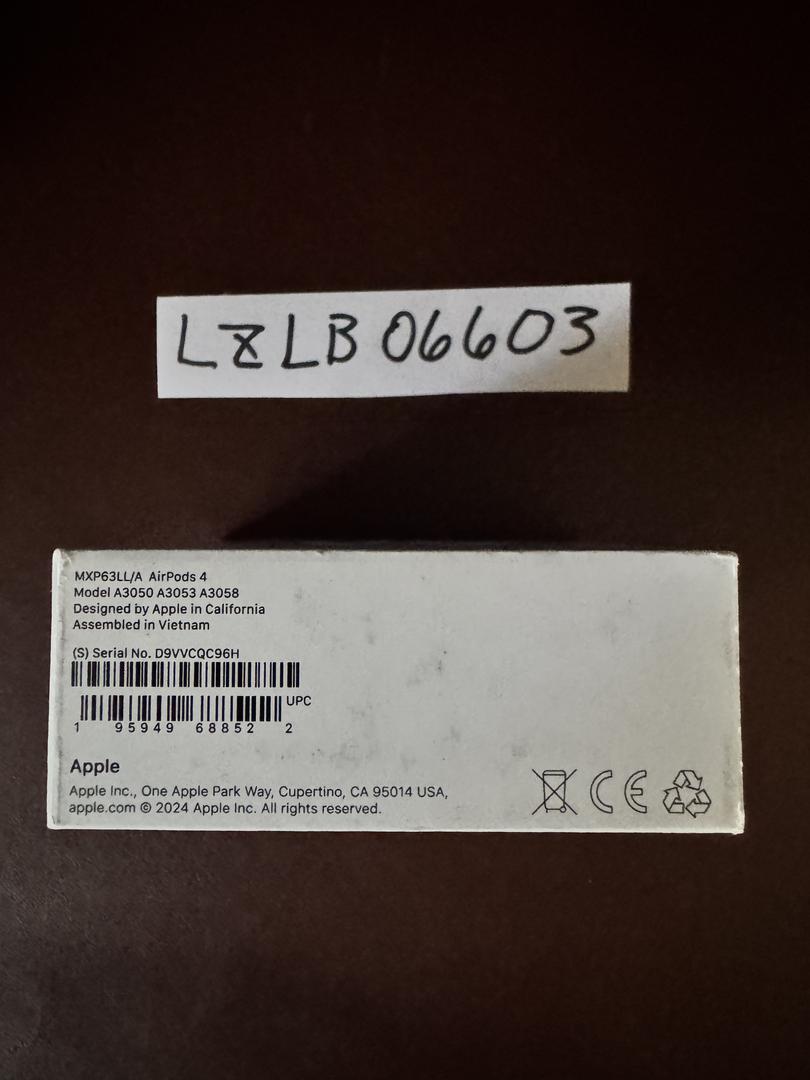 LZLB06603
MXP63LL/A AirPods 4
Model A3050 A3053 A3058
Designed by Apple in California
Assembled in Vietnam
(S) Serial No. D9VVCQC96H
UPC
1 95949 68852 2
Apple
Apple Inc., One Apple Park Way, Cupertino, CA 95014 USA,
apple.com © 2024 Apple Inc. All rights reserved.
CE